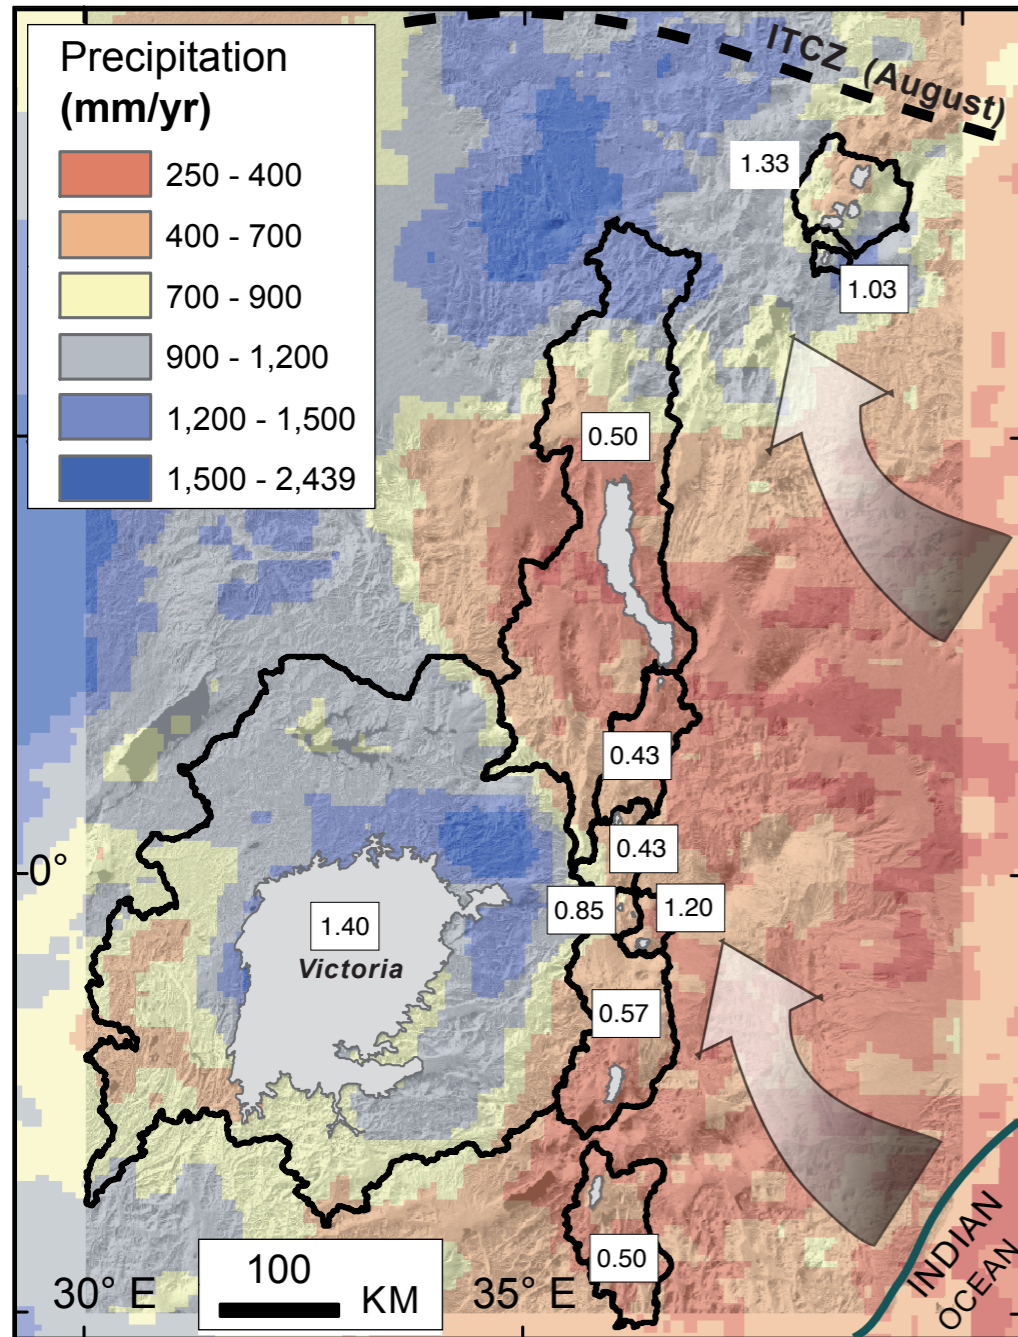 Precipitation
(mm/yr)
250 - 400
400 - 700
700 - 900
900 - 1,200
1,200 - 1,500
1,500 - 2,439
ITCZ (August)
1.33
1.03
0.50
0.43
0.43
0°
0.85
1.20
1.40
Victoria
0.57
0.50
30° E
100
KM
35° E
INDIAN
OCEAN